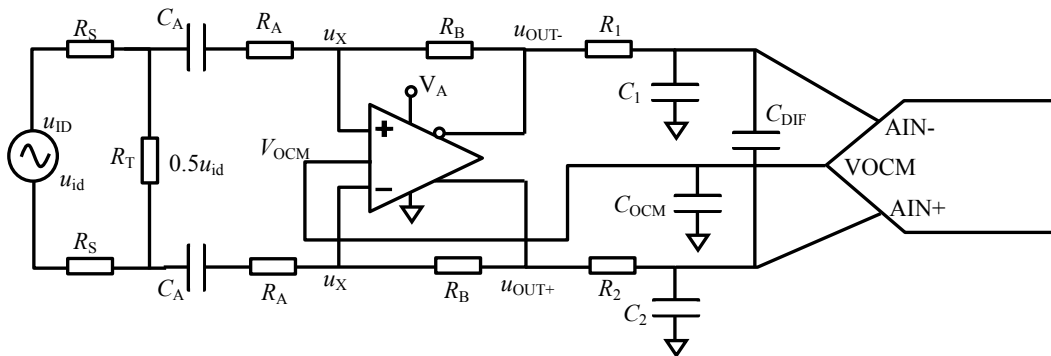 C_A
R_S
R_A
u_X
R_B
u_OUT-
R_1
V_A
C_1
C_DIF
u_ID
+
V_OCM
AIN-
R_T
0.5u_id
VOCM
u_id
−
C_OCM
AIN+
R_S
C_A
R_A
u_X
R_B
u_OUT+
R_2
C_2